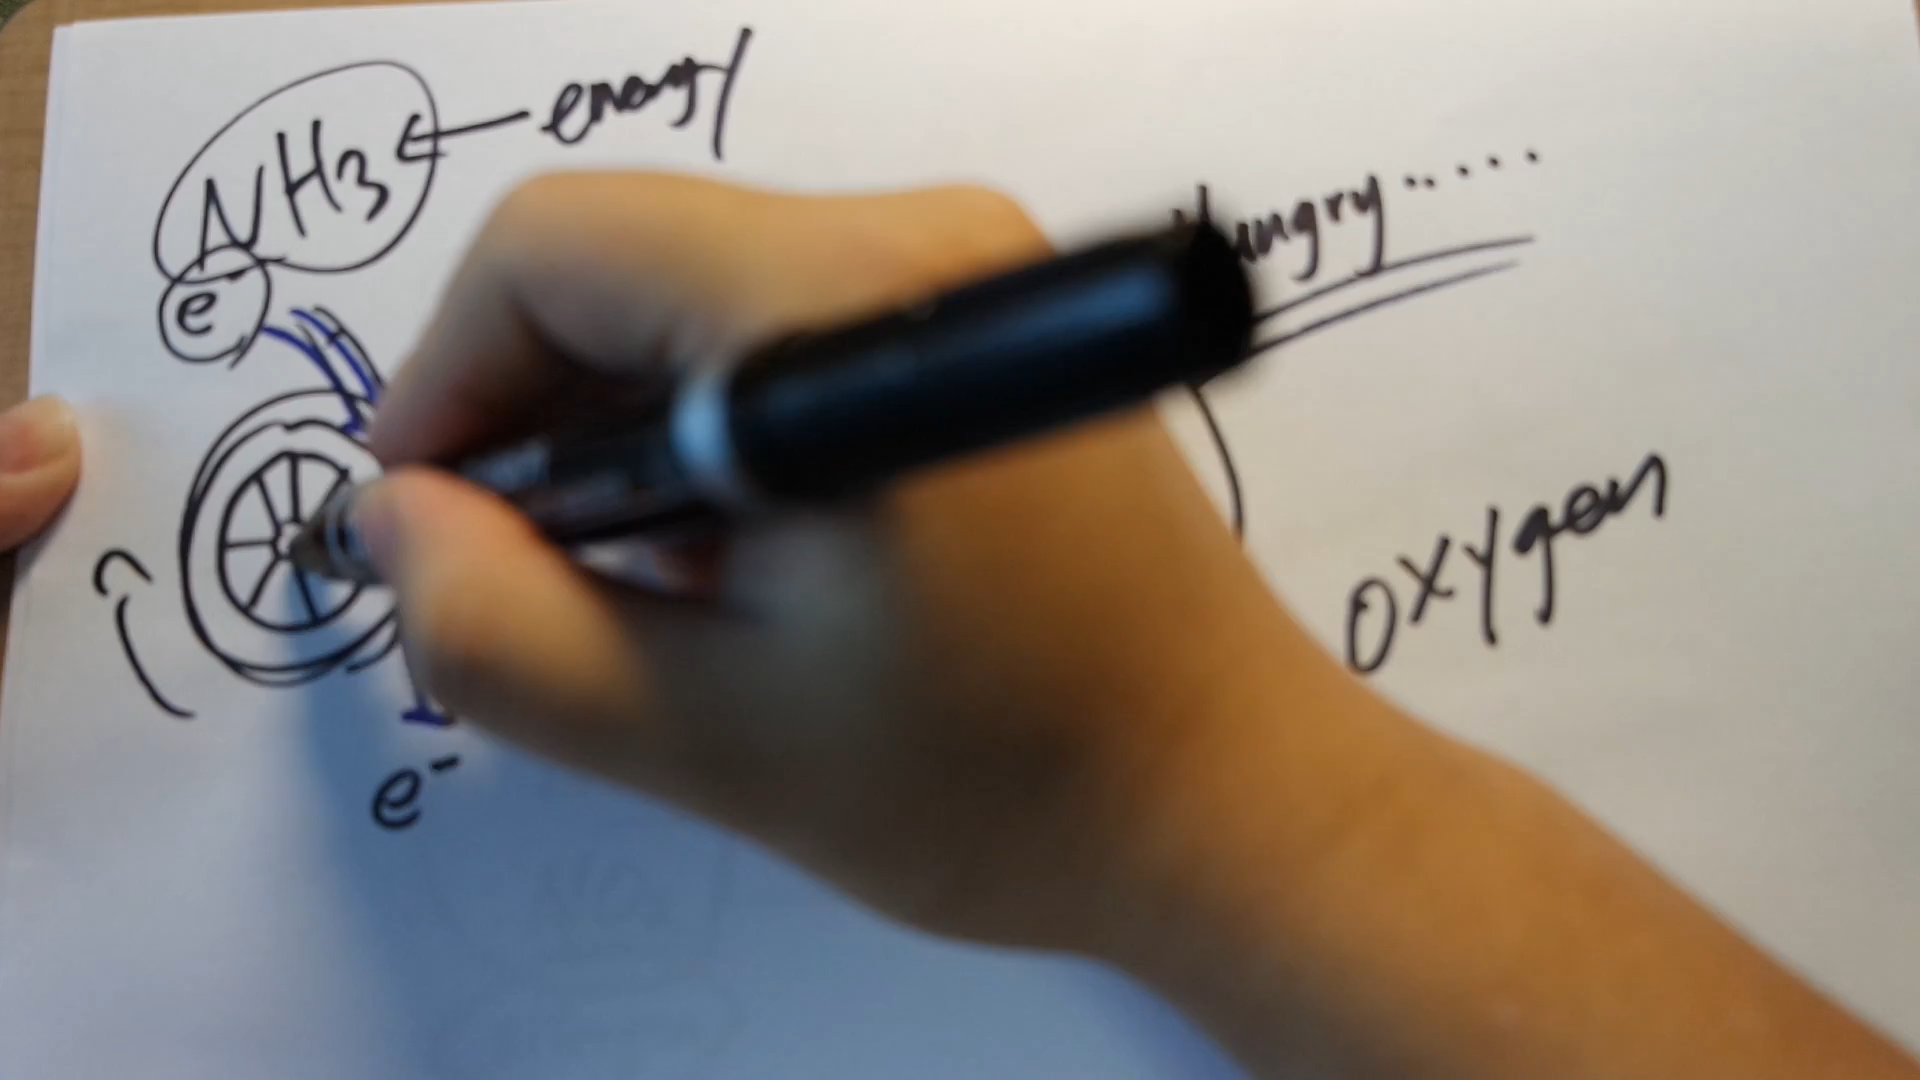 NH3 energy
e
Hungry.....
oxygen
e-